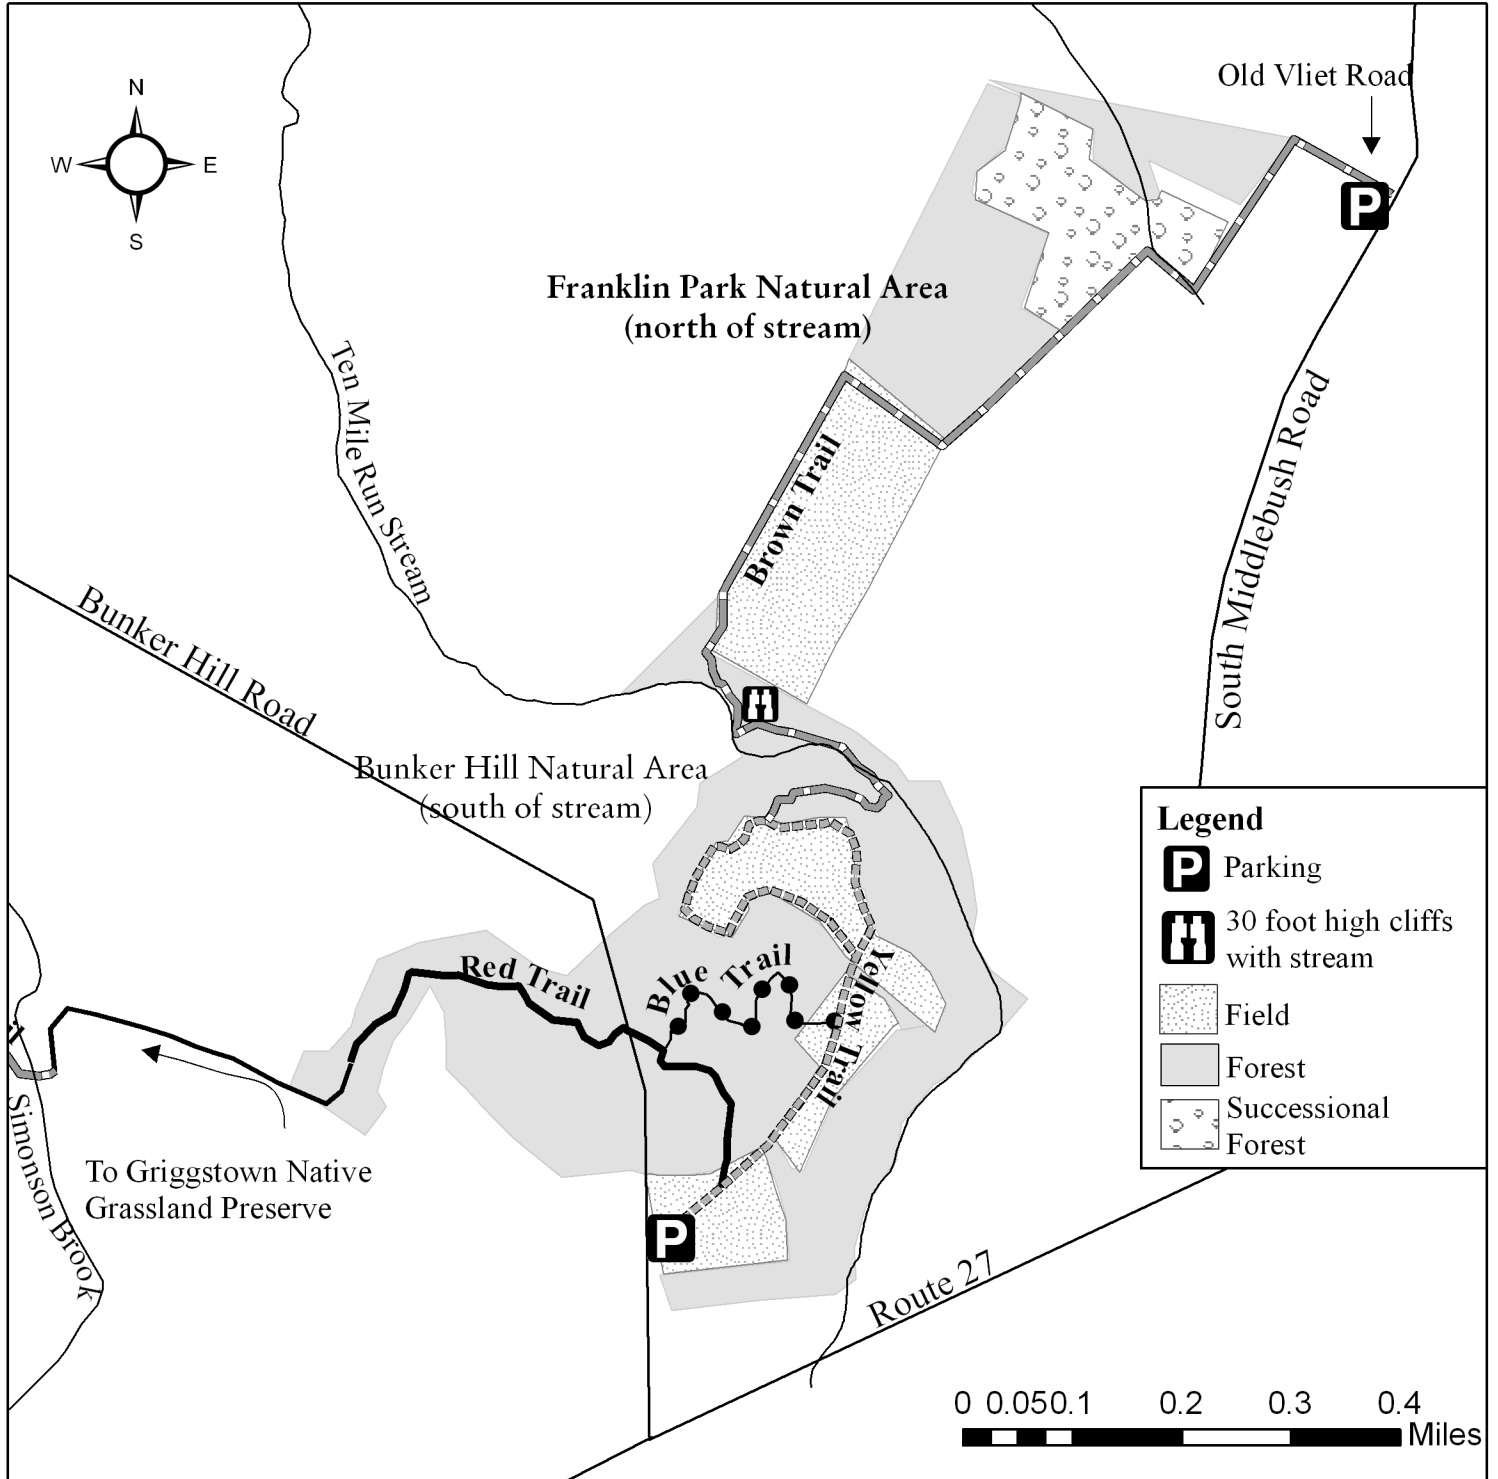 N
W E
S
Old Vliet Road
P
Franklin Park Natural Area
(north of stream)
Ten Mile Run Stream
Brown Trail
South Middlebush Road
Bunker Hill Road
Bunker Hill Natural Area
(south of stream)
Legend
P Parking
30 foot high cliffs
with stream
Field
Forest
Successional
Forest
Red Trail
Blue Trail
Yellow Trail
To Griggstown Native
Grassland Preserve
Simonson Brook
P
Route 27
0 0.050.1 0.2 0.3 0.4
Miles